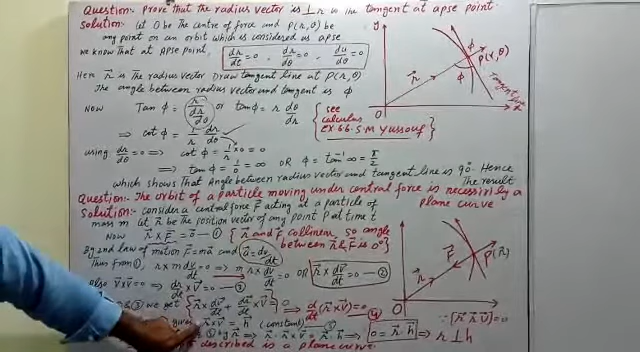 Question: Prove that the radius vector is ⊥r to the tangent at apse point.
Solution: Let O be the centre of force and P(r, θ) be
any point on an orbit which is considered as apse
we know that at Apse point, dr/dt = 0, dr/dθ = 0, du/dθ = 0
Here r⃗ is the radius vector Draw tangent line at P(r, θ)
The angle between radius vector and tangent is φ
Now Tan φ = r/(dr/dθ) or tan φ = r dθ/dr
{ see calculus EX 6.6 S.M Yussouf }
⇒ cot φ = 1/r dr/dθ
using dr/dθ = 0 ⇒ cot φ = 1/r × 0 = 0
⇒ tan φ = 1/0 = ∞ OR φ = tan⁻¹ ∞ = π/2
which shows that Angle between radius vector and tangent line is 90. Hence
The result
y
r⃗
φ
φ
P(r, θ)
Tangent line
x
O
Question: The orbit of a particle moving under central force is necessarily a
plane curve
Solution: consider a central force F⃗ acting at a particle of
mass m Let r⃗ be the position vector of any point P at time t
Now r⃗ × F⃗ = 0⃗ — ① { r⃗ and F⃗ collinear, so angle
between r⃗ & F⃗ is 0° }
By 2nd law of motion F⃗ = ma⃗ and a⃗ = dv/dt
Thus from ①, r × m dv/dt = 0 ⇒ m r × dv/dt = 0 OR r⃗ × dv⃗/dt = 0 — ②
Also v⃗ × v⃗ = 0 ⇒ dr/dt × v⃗ = 0
& ③ we get { r⃗ × dv⃗/dt + dr⃗/dt × v⃗ } = 0 ⇒ d/dt (r⃗ × v⃗) = 0 — ④
gives r⃗ × v⃗ = h⃗ (constant) — ⑤
by r⃗ ⇒ r⃗ · r⃗ × v⃗ = r⃗ · h⃗ ⇒ 0 = r⃗ · h⃗ ⇒ r ⊥ h
described is a plane curve
F⃗
r⃗
P(r⃗)
O
∵ [r⃗ r⃗ v⃗] = 0